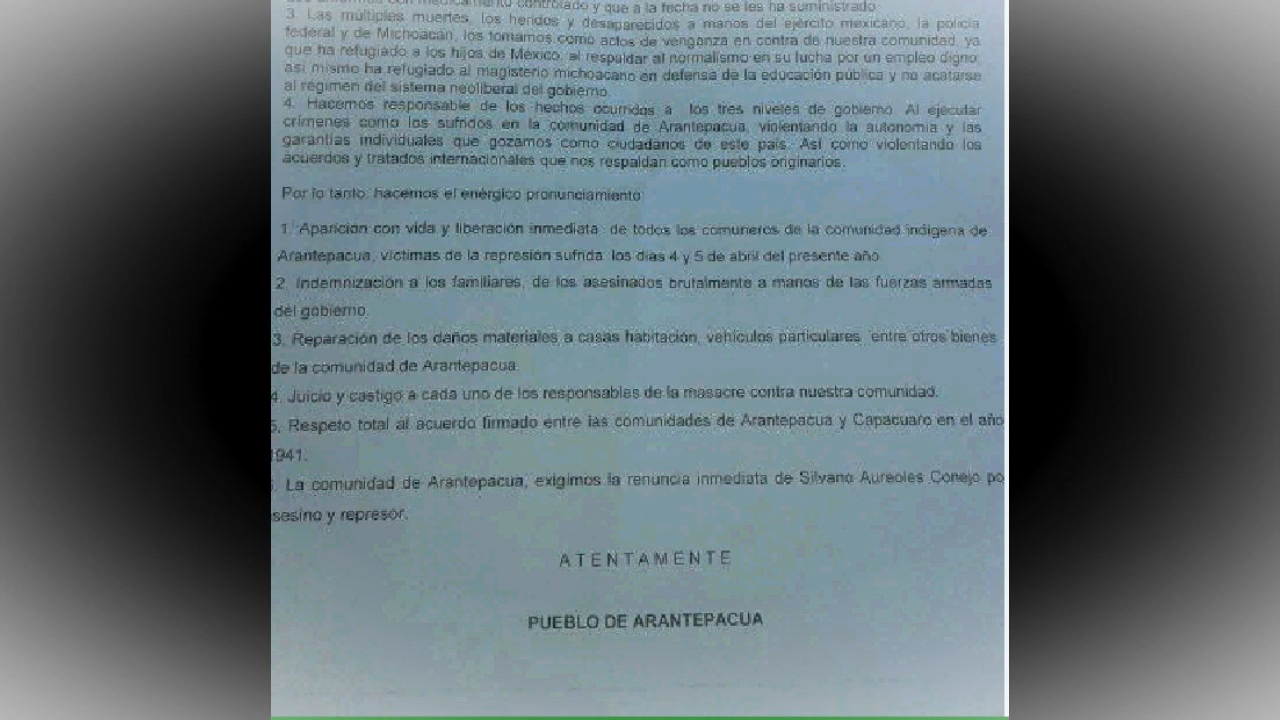 controlado y que a la fecha no se les ha suministrado
3. Las múltiples muertes, los heridos y desaparecidos a manos del ejército mexicano, la policía
federal y de Michoacán, los tomamos como actos de venganza en contra de nuestra comunidad, ya
que ha refugiado a los hijos de México, al respaldar al normalismo en su lucha por un empleo digno,
así mismo ha refugiado al magisterio michoacano en defensa de la educación pública y no acatarse
al régimen del sistema neoliberal del gobierno.
4. Hacemos responsable de los hechos ocurridos a los tres niveles de gobierno. Al ejecutar
crímenes como los sufridos en la comunidad de Arantepacua, violentando la autonomía y las
garantías individuales que gozamos como ciudadanos de este país. Así como violentando los
acuerdos y tratados internacionales que nos respaldan como pueblos originarios.
Por lo tanto, hacemos el enérgico pronunciamiento:
1. Aparición con vida y liberación inmediata de todos los comuneros de la comunidad indígena de
Arantepacua, víctimas de la represión sufrida los días 4 y 5 de abril del presente año.
2. Indemnización a los familiares, de los asesinados brutalmente a manos de las fuerzas armadas
del gobierno.
3. Reparación de los daños materiales a casas habitación, vehículos particulares, entre otros bienes
de la comunidad de Arantepacua.
4. Juicio y castigo a cada uno de los responsables de la masacre contra nuestra comunidad.
5. Respeto total al acuerdo firmado entre las comunidades de Arantepacua y Capacuaro en el año
1941.
. La comunidad de Arantepacua, exigimos la renuncia inmediata de Silvano Aureoles Conejo po
sesino y represor.
ATENTAMENTE
PUEBLO DE ARANTEPACUA